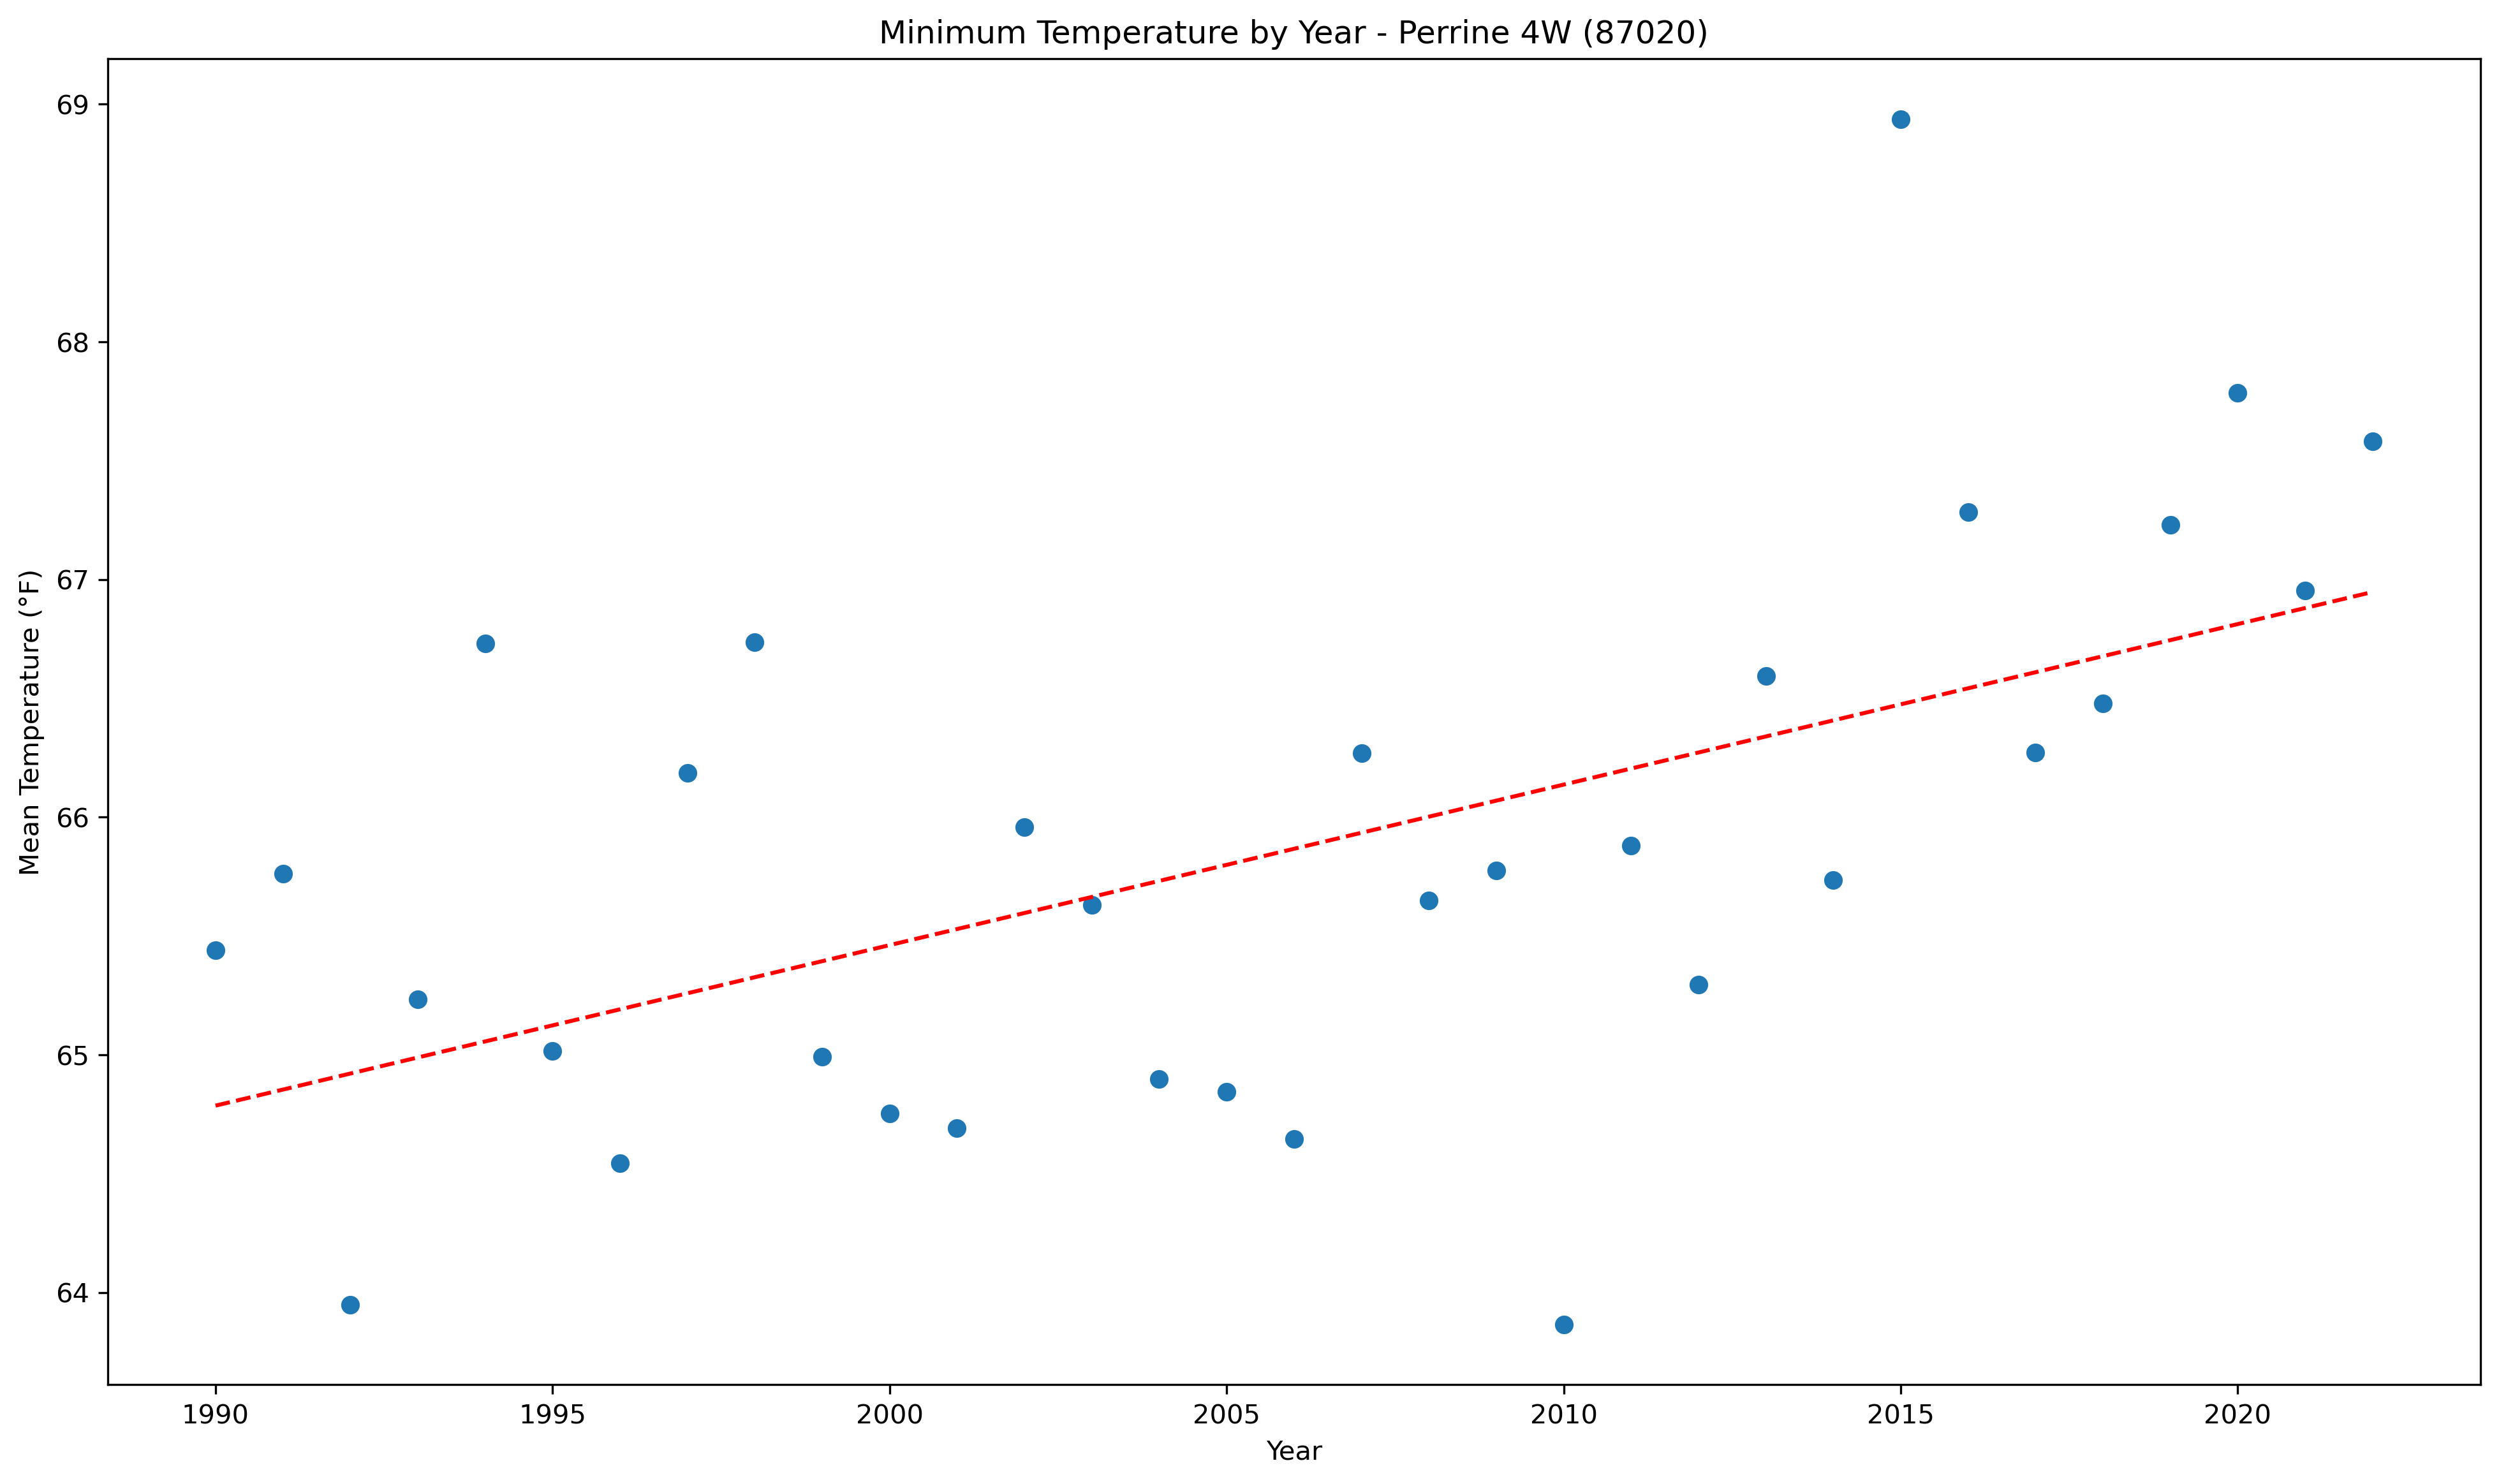 Minimum Temperature by Year - Perrine 4W (87020)
Mean Temperature (°F)
69
68
67
66
65
64
1990 1995 2000 2005 2010 2015 2020
Year